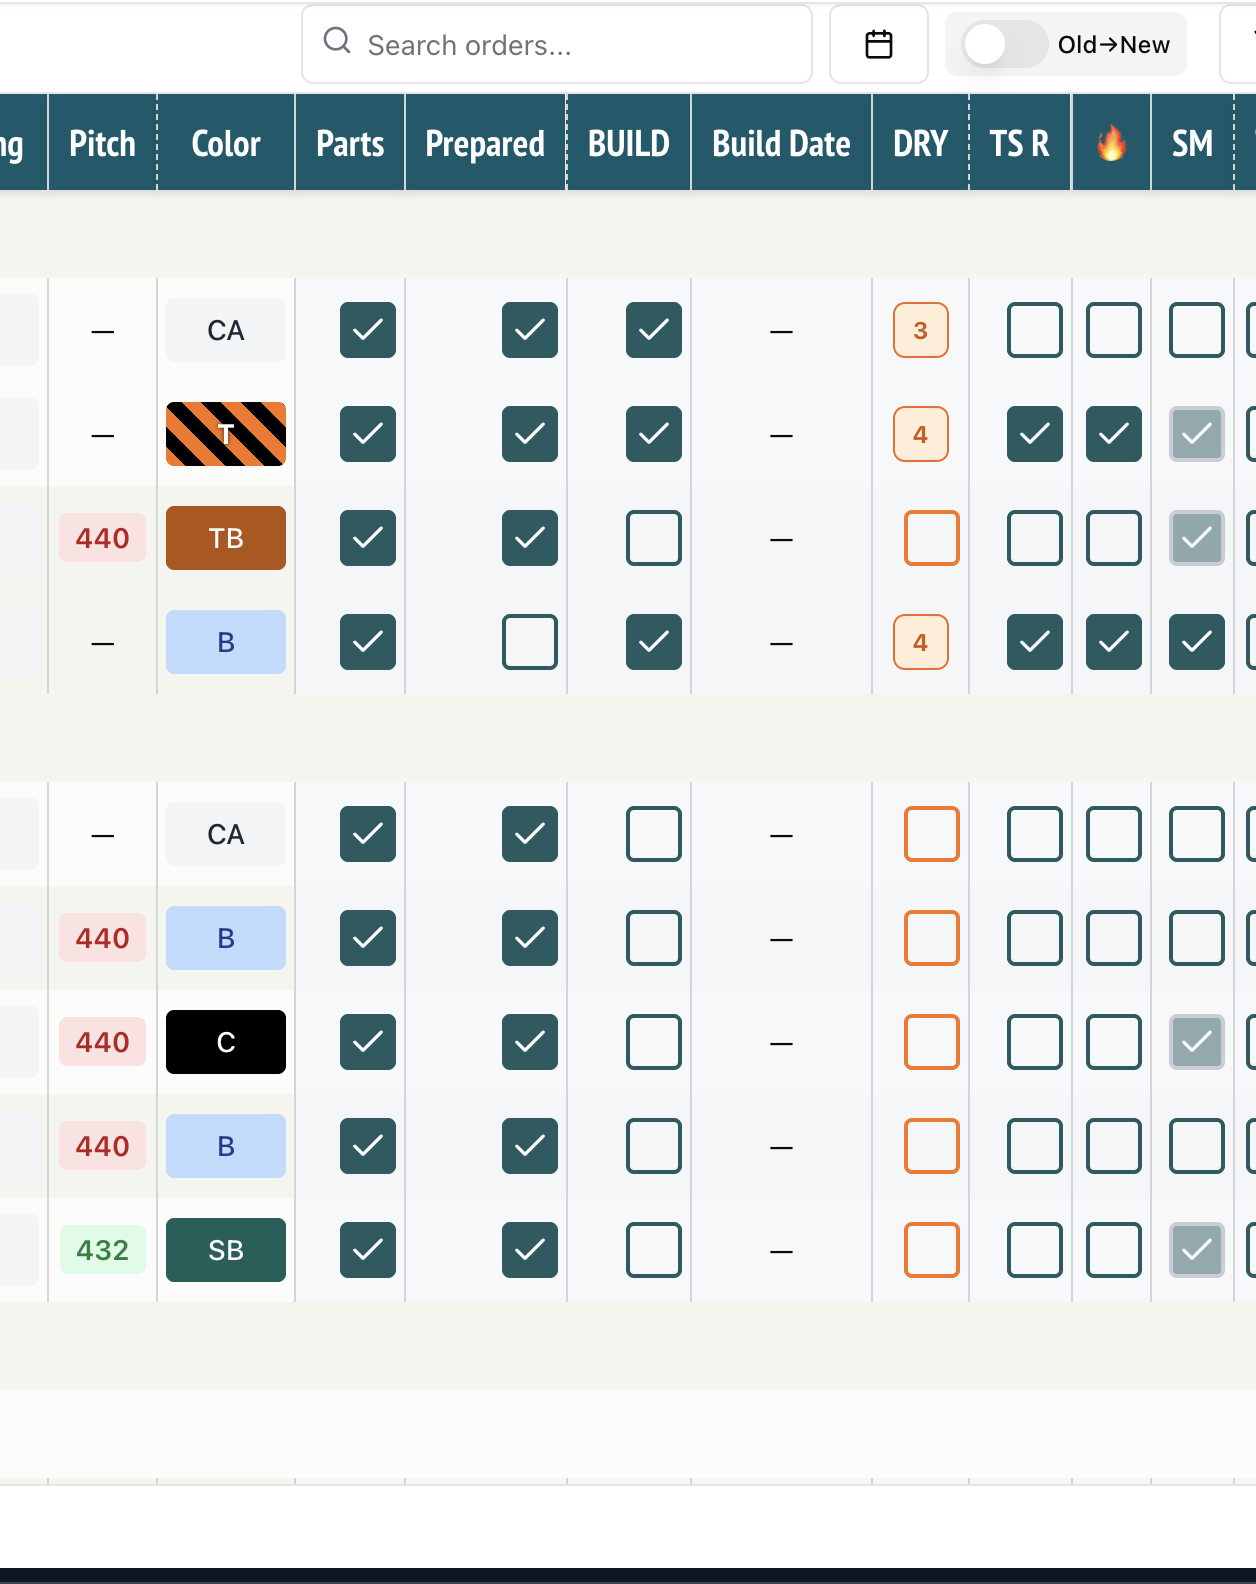 Search orders...
Old→New
ng Pitch Color Parts Prepared BUILD Build Date DRY TS R 🔥 SM
— CA — 3
— T — 4
440 TB —
— B — 4
— CA —
440 B —
440 C —
440 B —
432 SB —